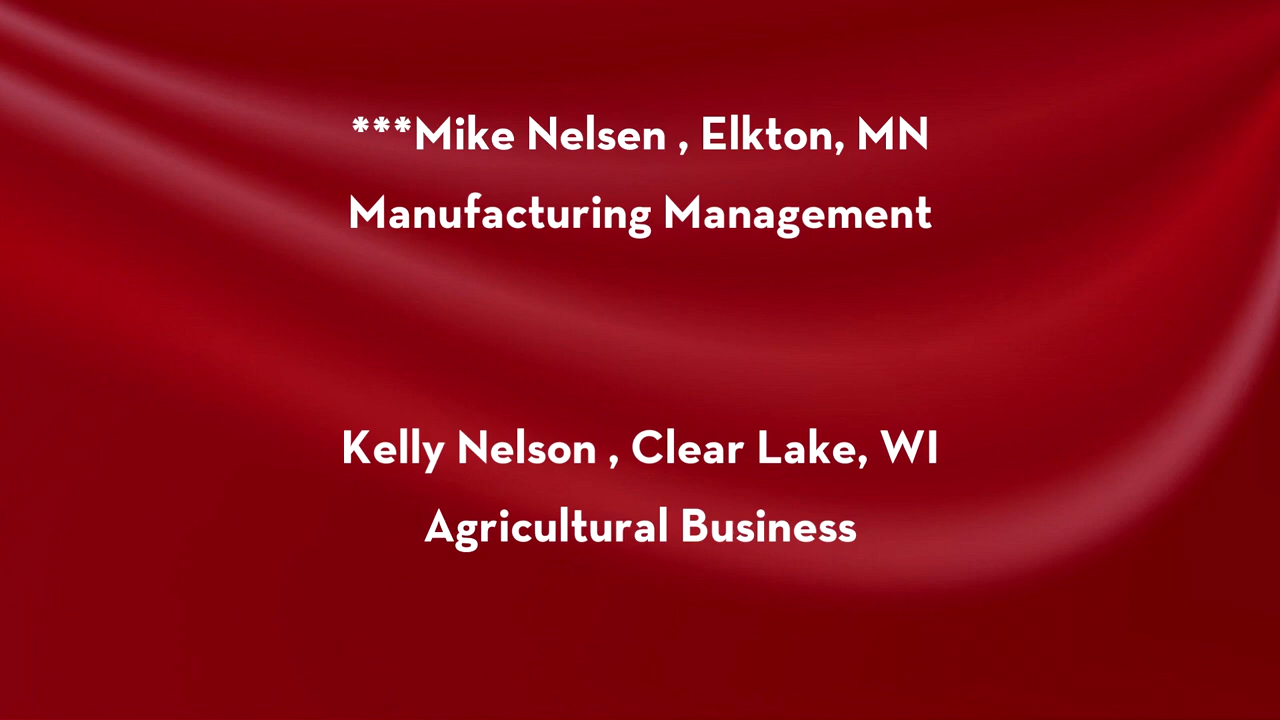 ***Mike Nelsen , Elkton, MN
Manufacturing Management
Kelly Nelson , Clear Lake, WI
Agricultural Business